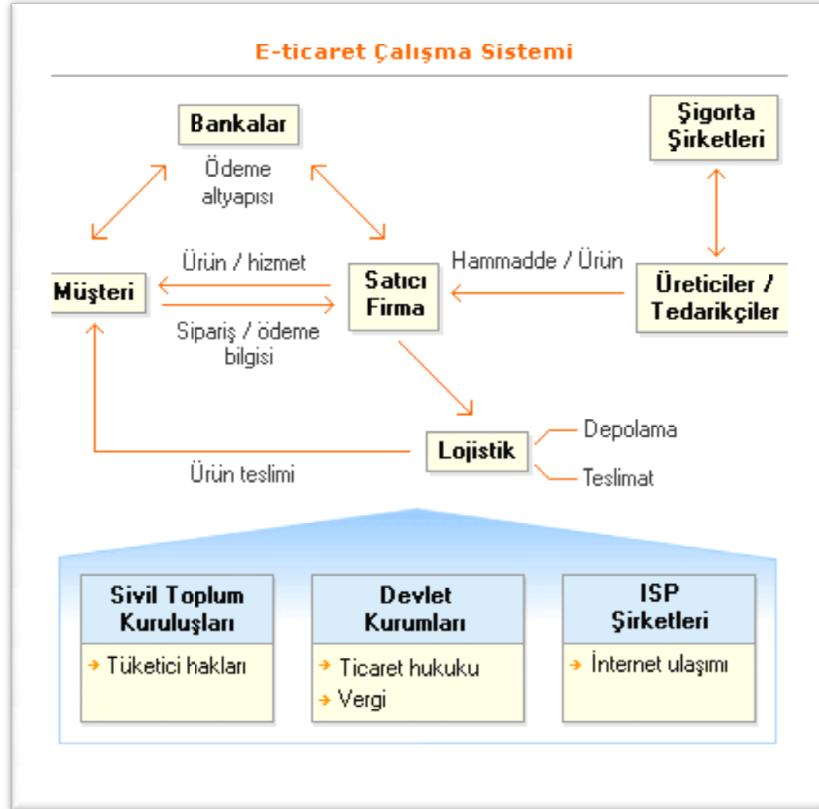 E-ticaret Çalışma Sistemi
Bankalar
Ödeme
altyapısı
Şigorta
Şirketleri
Müşteri
Ürün / hizmet
Sipariş / ödeme
bilgisi
Satıcı
Firma
Hammadde / Ürün
Üreticiler /
Tedarikçiler
Lojistik
Depolama
Teslimat
Ürün teslimi
Sivil Toplum
Kuruluşları
Tüketici hakları
Devlet
Kurumları
Ticaret hukuku
Vergi
ISP
Şirketleri
İnternet ulaşımı